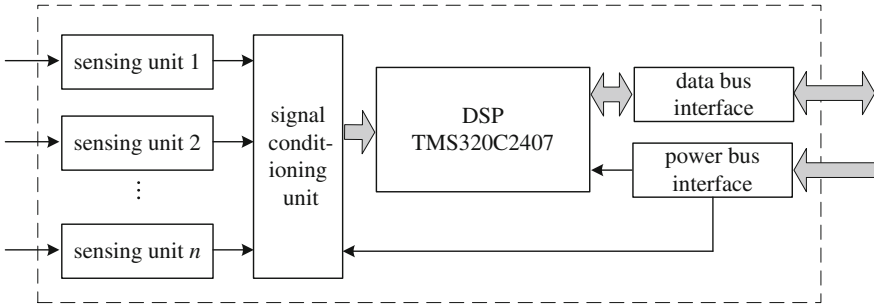 sensing unit 1
sensing unit 2
⋮
sensing unit n
signal
condit-
ioning
unit
DSP
TMS320C2407
data bus
interface
power bus
interface